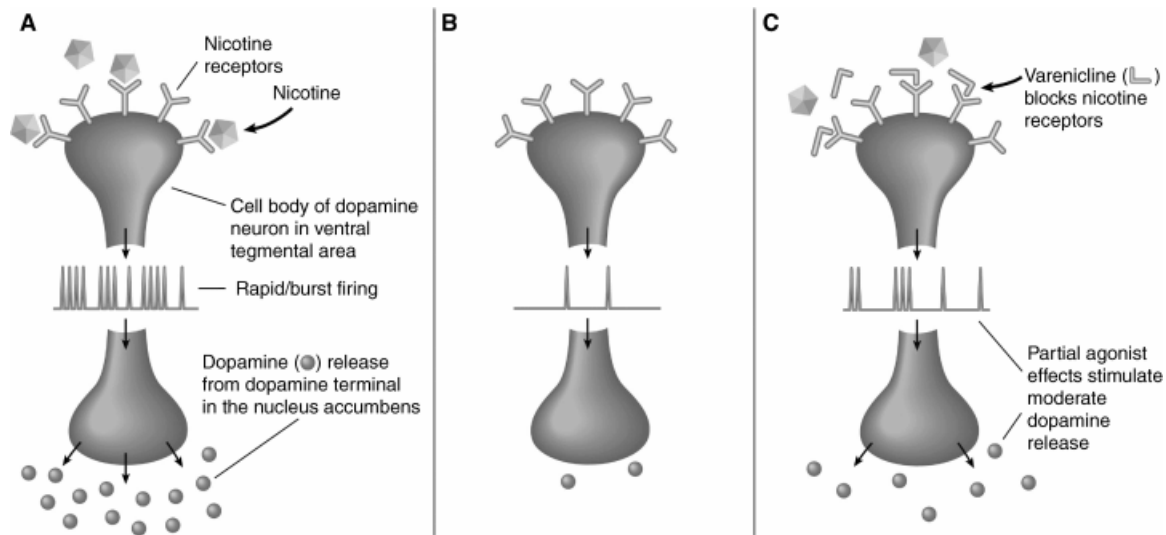 A
Nicotine
receptors
Nicotine
Cell body of dopamine
neuron in ventral
tegmental area
Rapid/burst firing
Dopamine ( ) release
from dopamine terminal
in the nucleus accumbens
B
C
Varenicline ( )
blocks nicotine
receptors
Partial agonist
effects stimulate
moderate
dopamine
release